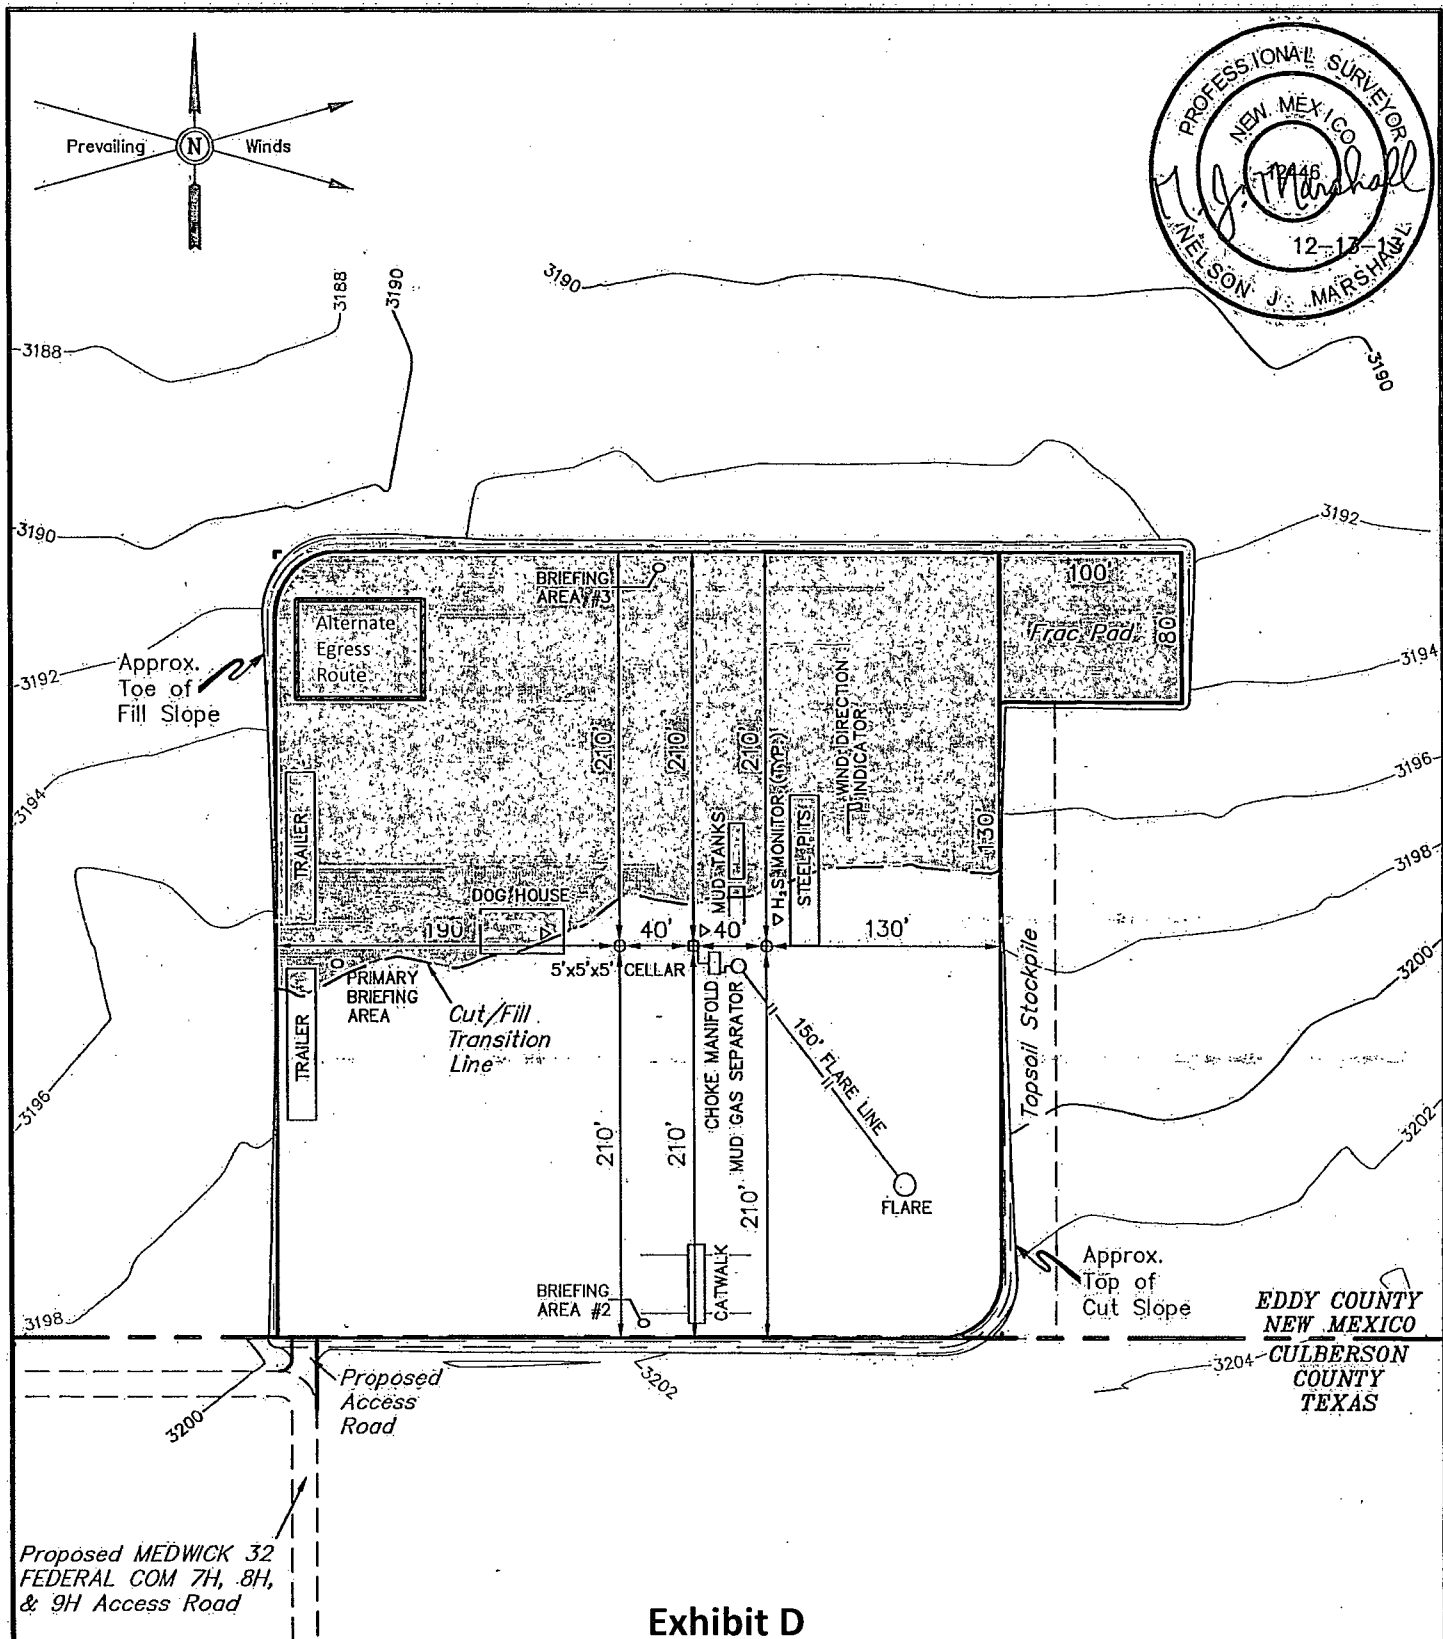 PROFESSIONAL SURVEYOR
NEW MEXICO
12446
N. J. Marshall
12-13-
NELSON J. MARSHALL
Prevailing
N
Winds
3188
3190
3190
3188
3190
3190
3192
3192
3194
3194
3196
3196
3198
3198
3200
3200
3202
3202
3204
BRIEFING
AREA #3
100'
Frac Pad
80'
Alternate
Egress
Route
Approx.
Toe of
Fill Slope
210'
210'
210'
WIND DIRECTION
INDICATOR
H2S MONITOR (TYP.)
STEEL PITS
MUD TANKS
130'
TRAILER
DOG HOUSE
190'
40'
40'
130'
5'x5'x5' CELLAR
PRIMARY
BRIEFING
AREA
TRAILER
Cut/Fill
Transition
Line
CHOKE MANIFOLD
MUD GAS SEPARATOR
150' FLARE LINE
FLARE
Topsoil Stockpile
210'
210'
210'
CATWALK
BRIEFING
AREA #2
Approx.
Top of
Cut Slope
EDDY COUNTY
NEW MEXICO
CULBERSON
COUNTY
TEXAS
Proposed
Access
Road
Proposed MEDWICK 32
FEDERAL COM 7H, 8H,
& 9H Access Road
Exhibit D